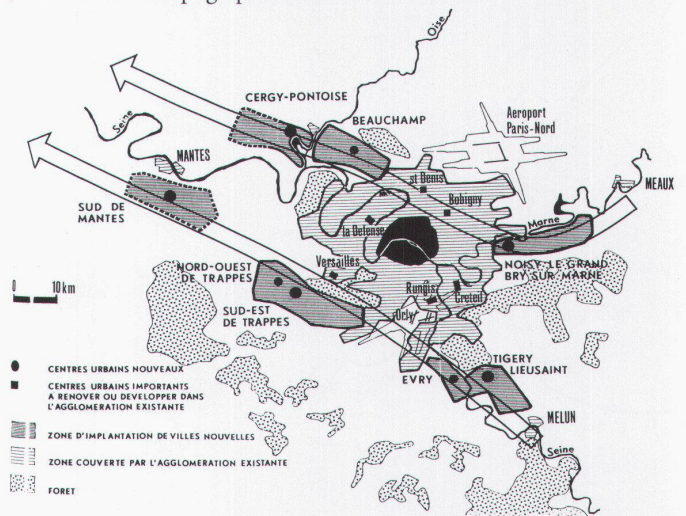 Oise
CERGY-PONTOISE
BEAUCHAMP
Aeroport
Paris-Nord
Seine
MANTES
MEAUX
st Denis
Bobigny
SUD DE
MANTES
la Defense
Marne
Versailles
NOISY-LE GRAND
BRY SUR MARNE
NORD-OUEST
DE TRAPPES
Rungis
Creteil
0 10 km
SUD-EST
DE TRAPPES
Orly
TIGERY
LIEUSAINT
EVRY
MELUN
Seine
CENTRES URBAINS NOUVEAUX
CENTRES URBAINS IMPORTANTS
A RENOVER OU DEVELOPPER DANS
L'AGGLOMERATION EXISTANTE
ZONE D'IMPLANTATION DE VILLES NOUVELLES
ZONE COUVERTE PAR L'AGGLOMERATION EXISTANTE
FORET